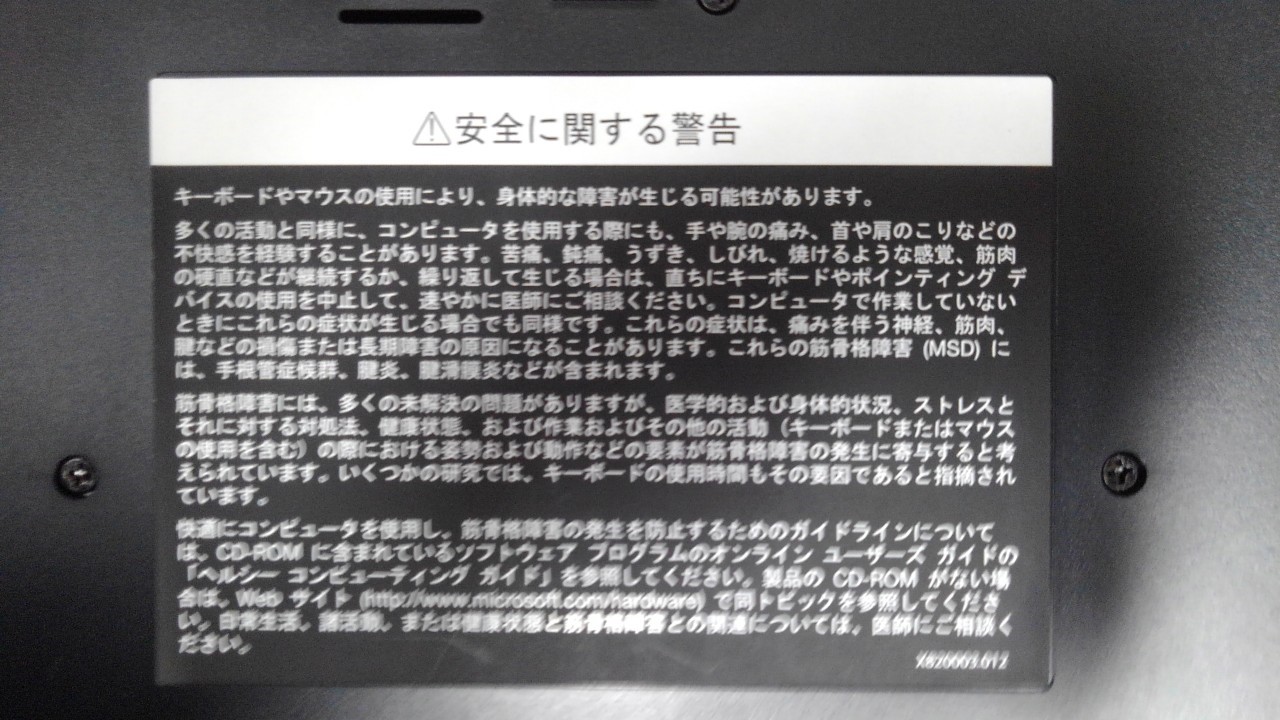 ⚠安全に関する警告
キーボードやマウスの使用により、身体的な障害が生じる可能性があります。
多くの活動と同様に、コンピュータを使用する際にも、手や腕の痛み、首や肩のこりなどの
不快感を経験することがあります。苦痛、鈍痛、うずき、しびれ、焼けるような感覚、筋肉
の硬直などが継続するか、繰り返して生じる場合は、直ちにキーボードやポインティング デ
バイスの使用を中止して、速やかに医師にご相談ください。コンピュータで作業していない
ときにこれらの症状が生じる場合でも同様です。これらの症状は、痛みを伴う神経、筋肉、
腱などの損傷または長期障害の原因になることがあります。これらの筋骨格障害 (MSD) に
は、手根管症候群、腱炎、腱滑膜炎などが含まれます。
筋骨格障害には、多くの未解決の問題がありますが、医学的および身体的状況、ストレスと
それに対する対処法、健康状態、および作業およびその他の活動（キーボードまたはマウス
の使用を含む）の際における姿勢および動作などの要素が筋骨格障害の発生に寄与すると考
えられています。いくつかの研究では、キーボードの使用時間もその要因であると指摘され
ています。
快適にコンピュータを使用し、筋骨格障害の発生を防止するためのガイドラインについて
は、CD-ROM に含まれているソフトウェア プログラムのオンライン ユーザーズ ガイドの
「ヘルシー コンピューティング ガイド」を参照してください。製品の CD-ROM がない場
合は、Web サイト (http://www.microsoft.com/hardware) で同トピックを参照してくださ
い。日常生活、諸活動、または健康状態と筋骨格障害との関連については、医師にご相談く
ださい。
X820003.012